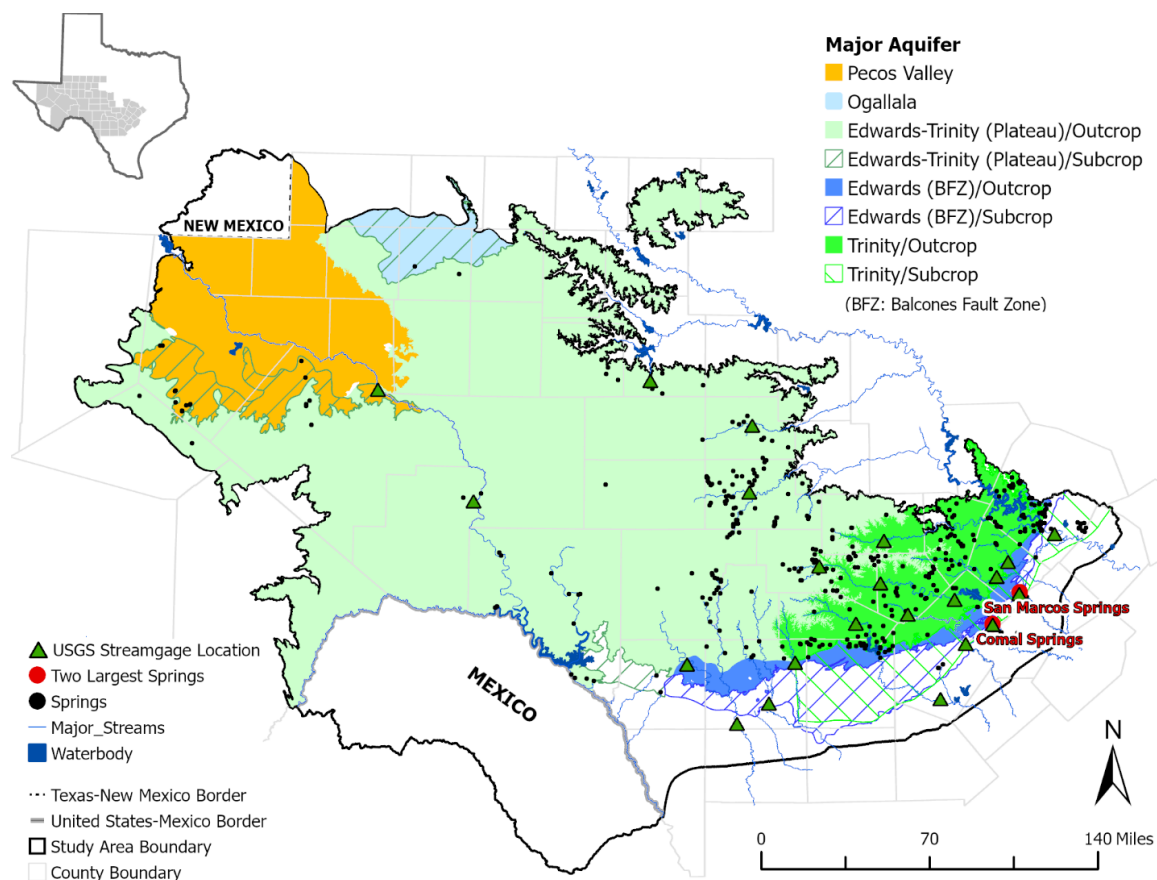 Major Aquifer
Pecos Valley
Ogallala
Edwards-Trinity (Plateau)/Outcrop
Edwards-Trinity (Plateau)/Subcrop
Edwards (BFZ)/Outcrop
Edwards (BFZ)/Subcrop
Trinity/Outcrop
Trinity/Subcrop
(BFZ: Balcones Fault Zone)
NEW MEXICO
San Marcos Springs
Comal Springs
MEXICO
USGS Streamgage Location
Two Largest Springs
Springs
Major_Streams
Waterbody
Texas-New Mexico Border
United States-Mexico Border
Study Area Boundary
County Boundary
N
0 70 140 Miles